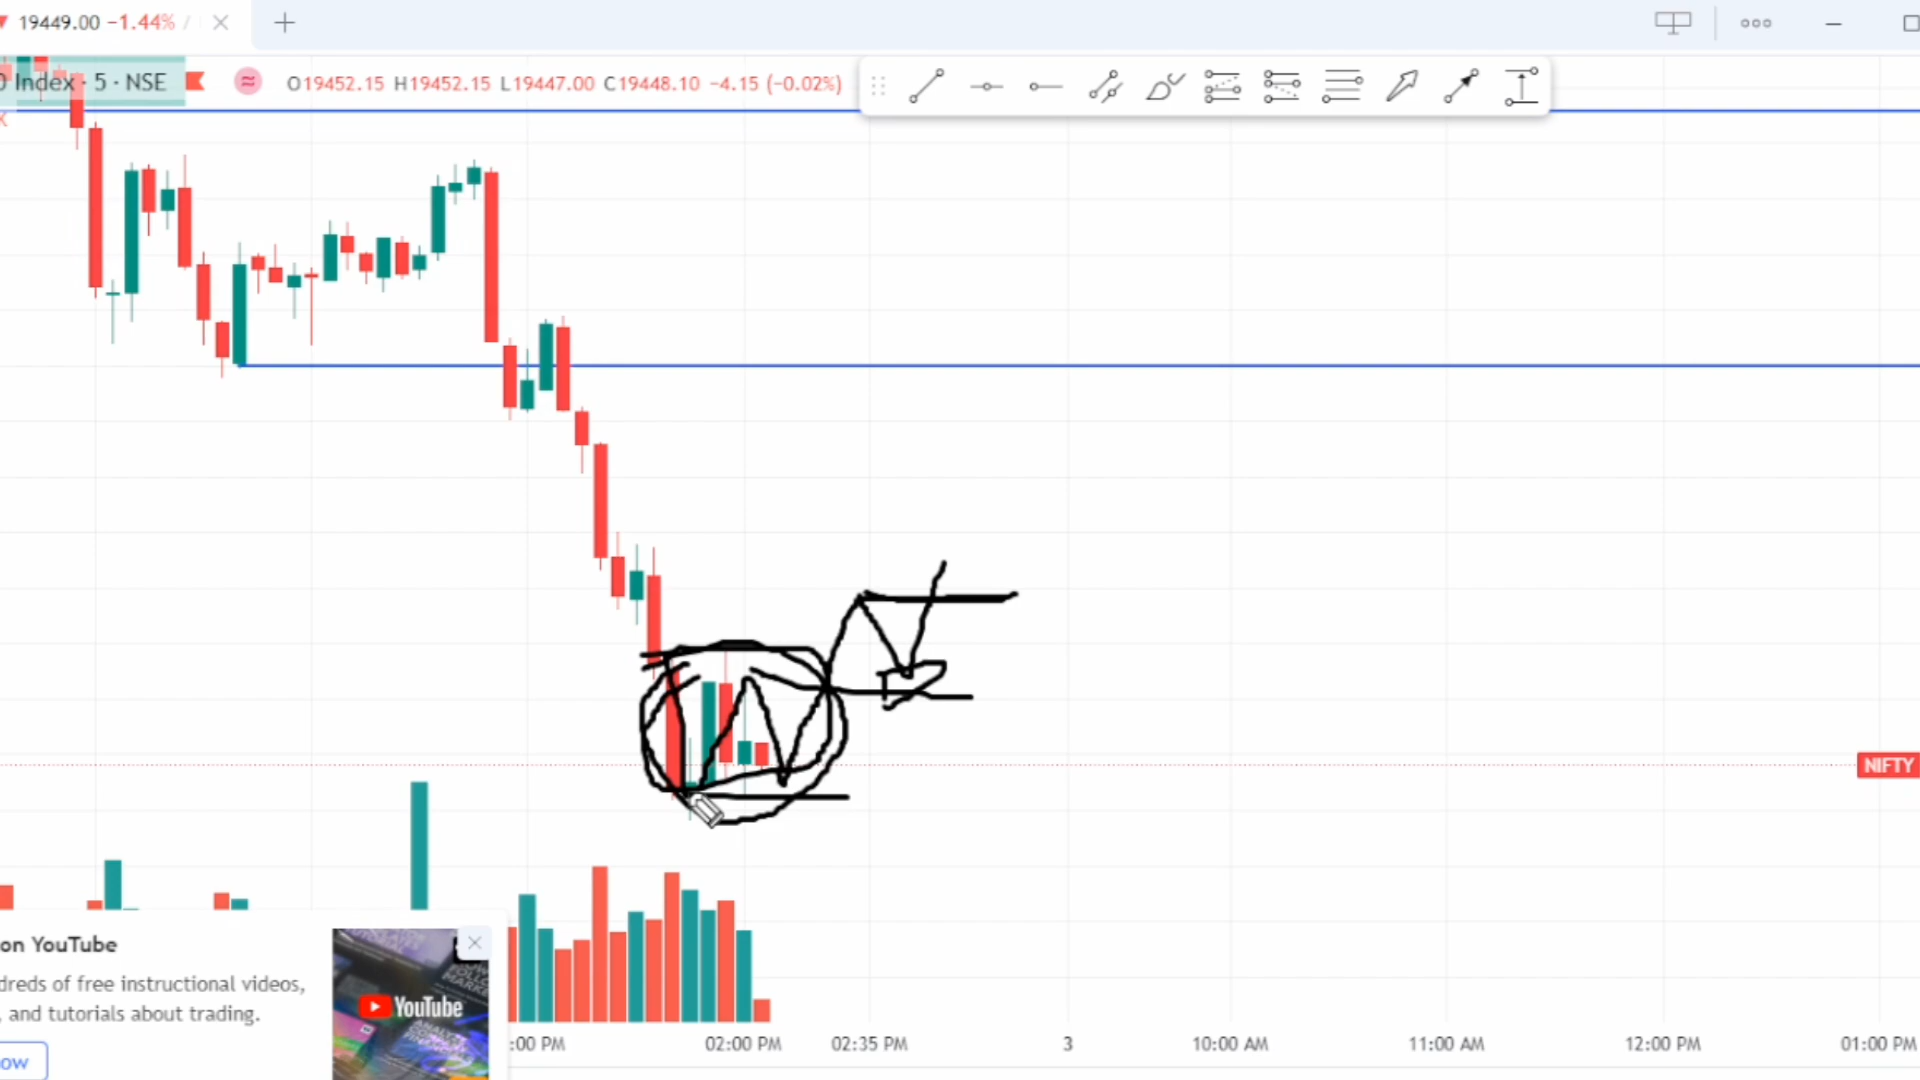 19449.00 −1.44% /
Index · 5 · NSE O19452.15 H19452.15 L19447.00 C19448.10 −4.15 (−0.02%)
NIFTY
on YouTube
dreds of free instructional videos,
, and tutorials about trading.
YouTube
ow
:00 PM 02:00 PM 02:35 PM 3 10:00 AM 11:00 AM 12:00 PM 01:00 PM